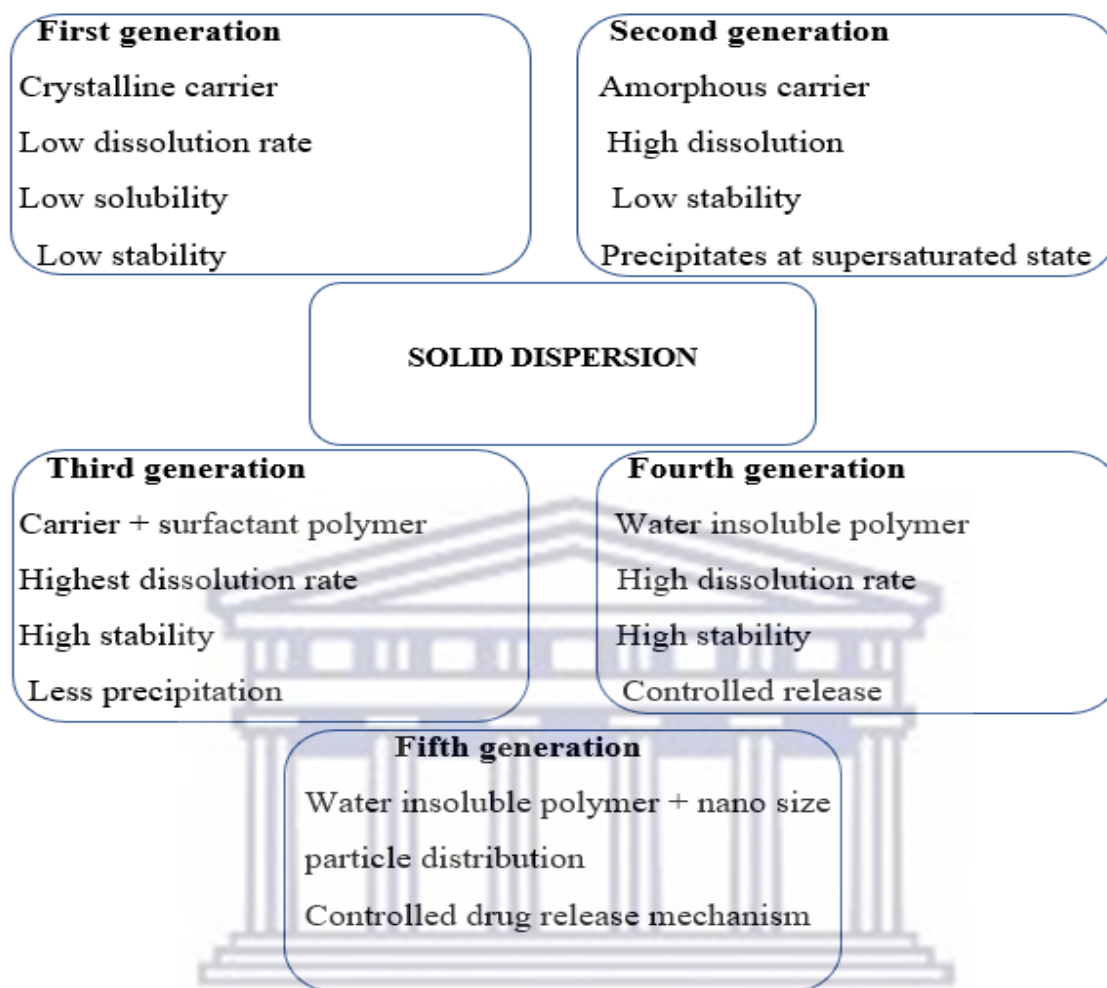 First generation
Crystalline carrier
Low dissolution rate
Low solubility
Low stability
Second generation
Amorphous carrier
High dissolution
Low stability
Precipitates at supersaturated state
SOLID DISPERSION
Third generation
Carrier + surfactant polymer
Highest dissolution rate
High stability
Less precipitation
Fourth generation
Water insoluble polymer
High dissolution rate
High stability
Controlled release
Fifth generation
Water insoluble polymer + nano size
particle distribution
Controlled drug release mechanism